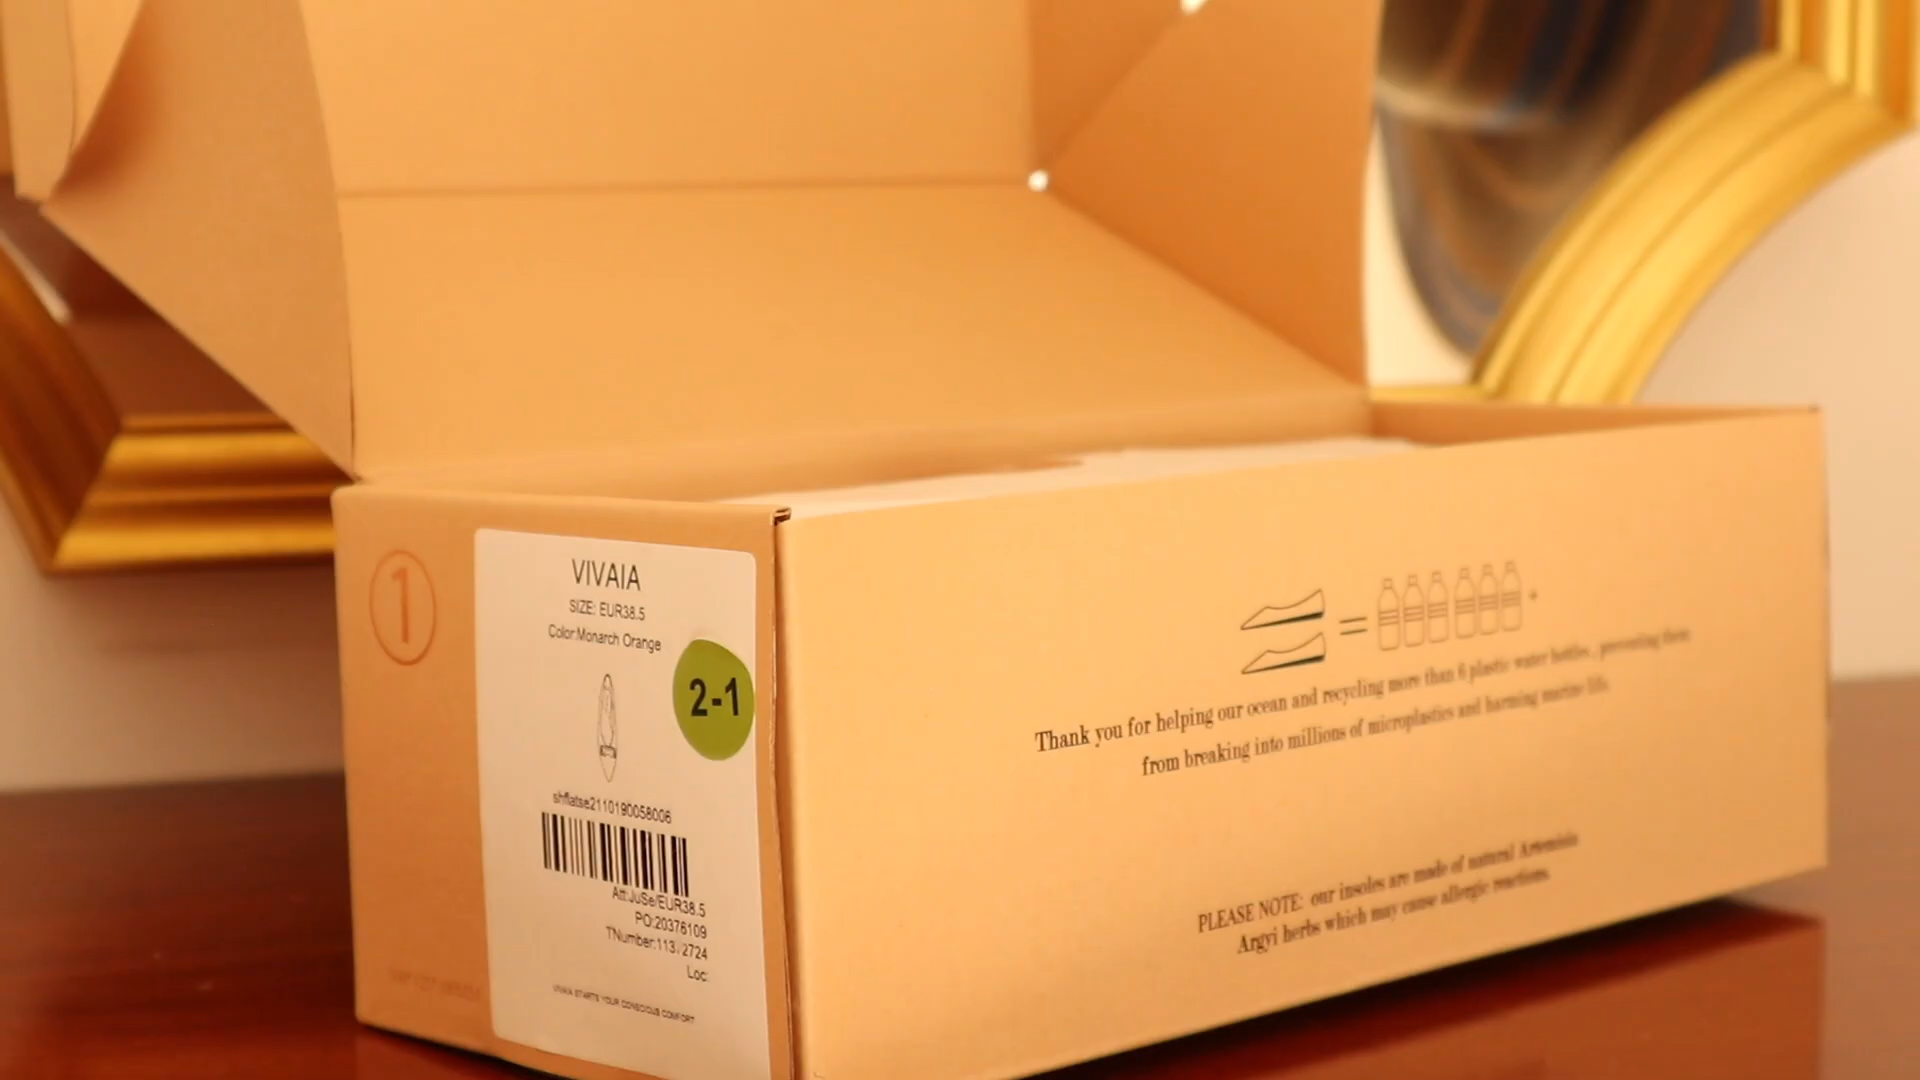 1
VIVAIA
SIZE: EUR38.5
Color:Monarch Orange
2-1
shflatse2110190058006
Att:JuSe/EUR38.5
PO:20376109
TNumber:113 2724
Loc:
VIVAIA STARTS YOUR CONSCIOUS COMFORT
=
+
Thank you for helping our ocean and recycling more than 6 plastic water bottles, preventing them
from breaking into millions of microplastics and harming marine life.
PLEASE NOTE: our insoles are made of natural Artemisia
Argyi herbs which may cause allergic reactions.